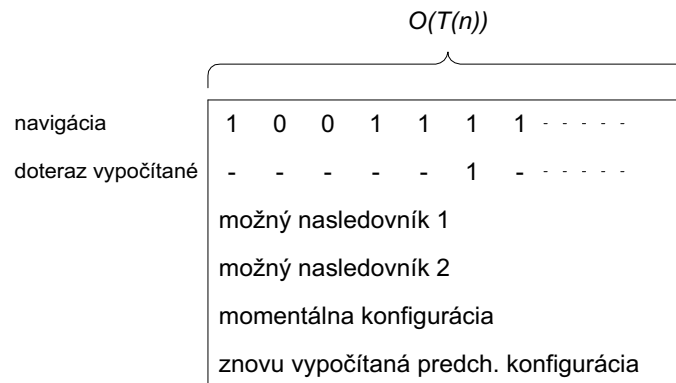 O(T(n))
navigácia 1 0 0 1 1 1 1 - - - - -
doteraz vypočítané - - - - - 1 - - - - - -
možný nasledovník 1
možný nasledovník 2
momentálna konfigurácia
znovu vypočítaná predch. konfigurácia